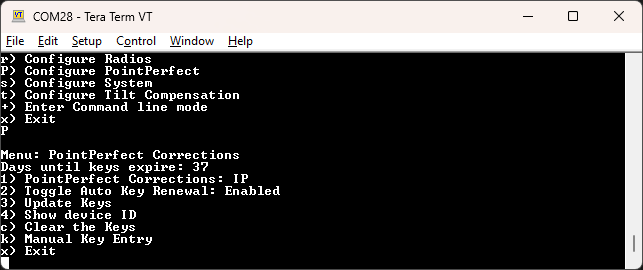 COM28 - Tera Term VT
File Edit Setup Control Window Help
r) Configure Radios
P) Configure PointPerfect
s) Configure System
t) Configure Tilt Compensation
+) Enter Command line mode
x) Exit
P
Menu: PointPerfect Corrections
Days until keys expire: 37
1) PointPerfect Corrections: IP
2) Toggle Auto Key Renewal: Enabled
3) Update Keys
4) Show device ID
c) Clear the Keys
k) Manual Key Entry
x) Exit